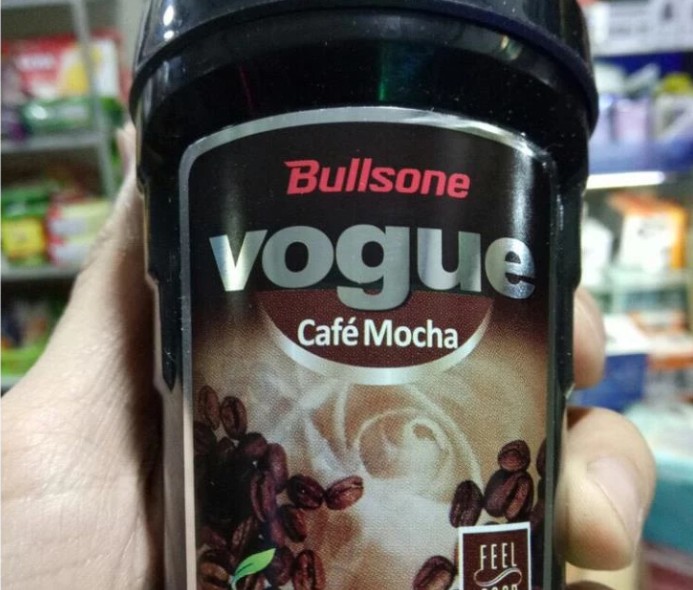 Bullsone
vogue
Café Mocha
FEEL